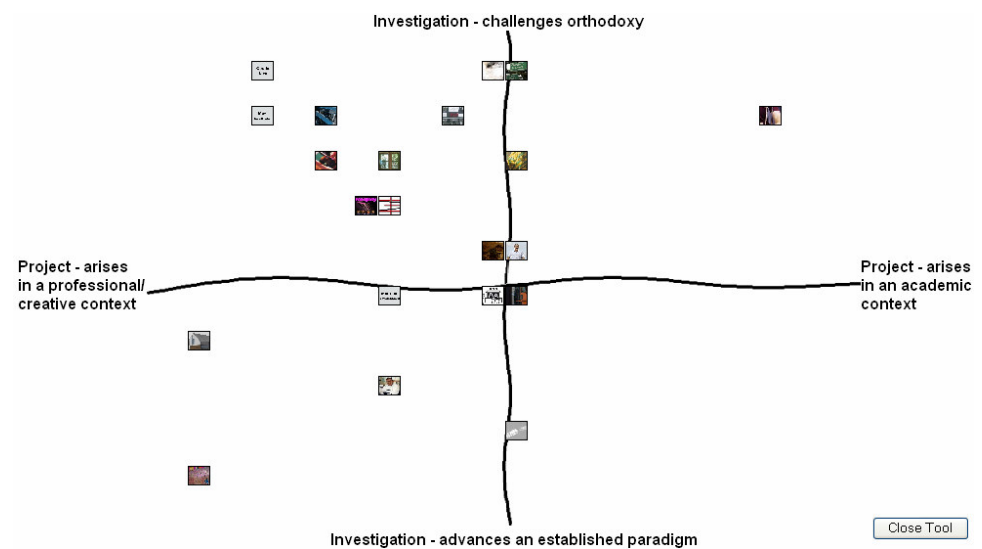 Investigation - challenges orthodoxy
Project - arises
in a professional/
creative context
Project - arises
in an academic
context
Investigation - advances an established paradigm
Close Tool